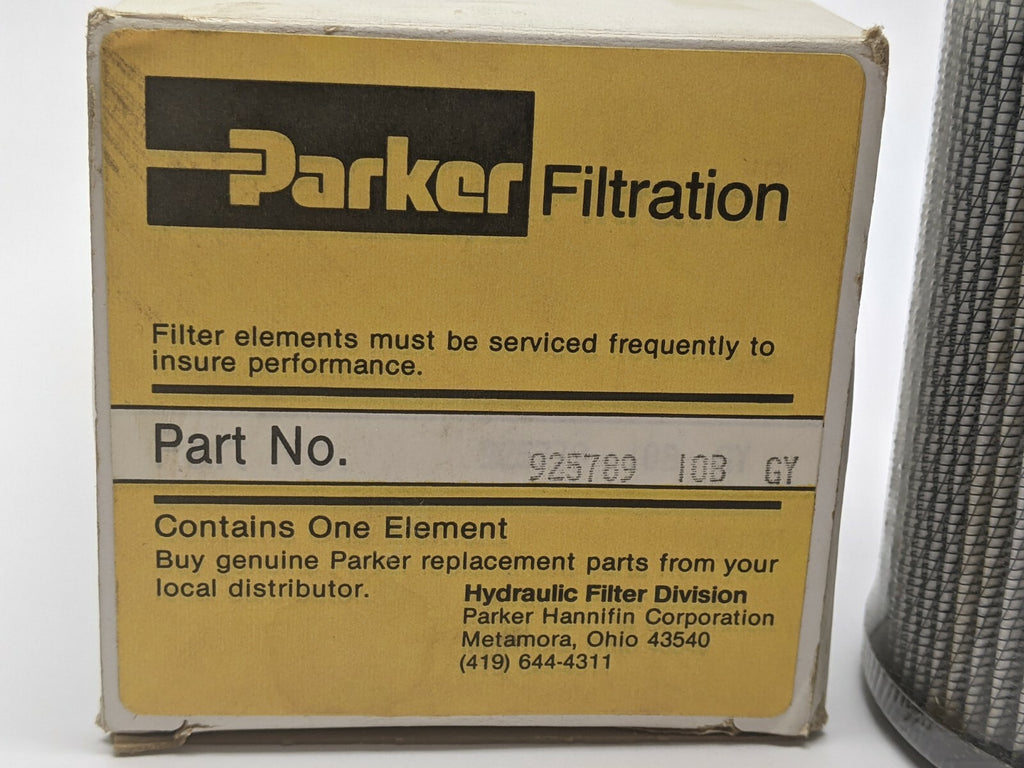 Parker Filtration
Filter elements must be serviced frequently to
insure performance.
Part No. 925789 10B GY
Contains One Element
Buy genuine Parker replacement parts from your
local distributor.
Hydraulic Filter Division
Parker Hannifin Corporation
Metamora, Ohio 43540
(419) 644-4311